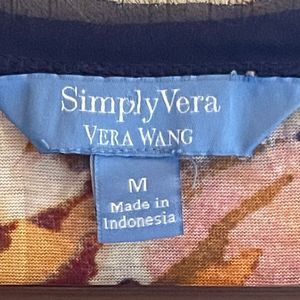 Simply Vera
VERA WANG
M
Made in
Indonesia